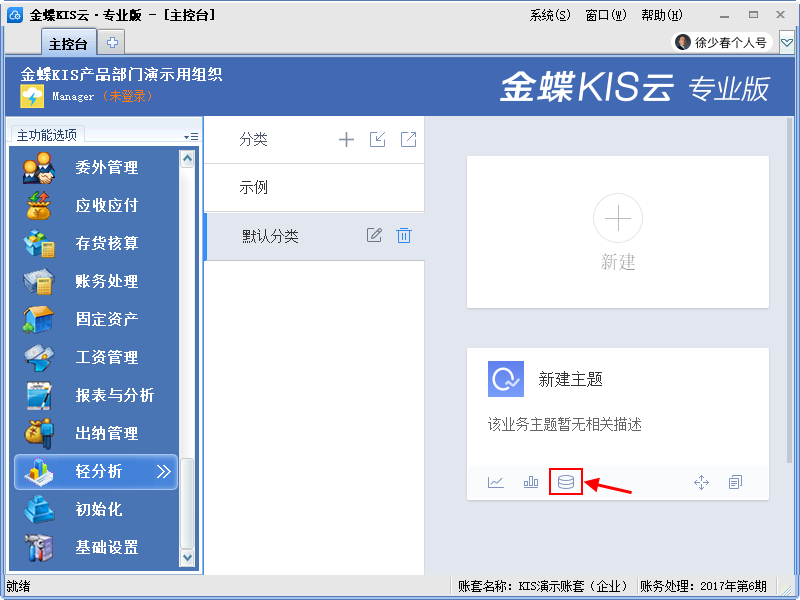 金蝶KIS云·专业版 - [主控台]
系统(S) 窗口(W) 帮助(H)
主控台
徐少春个人号
金蝶KIS产品部门演示用组织
Manager (未登录)
金蝶KIS云 专业版
主功能选项
委外管理
应收应付
存货核算
账务处理
固定资产
工资管理
报表与分析
出纳管理
轻分析
初始化
基础设置
分类
示例
默认分类
新建
新建主题
该业务主题暂无相关描述
就绪
账套名称: KIS演示账套（企业）
账务处理: 2017年第6期